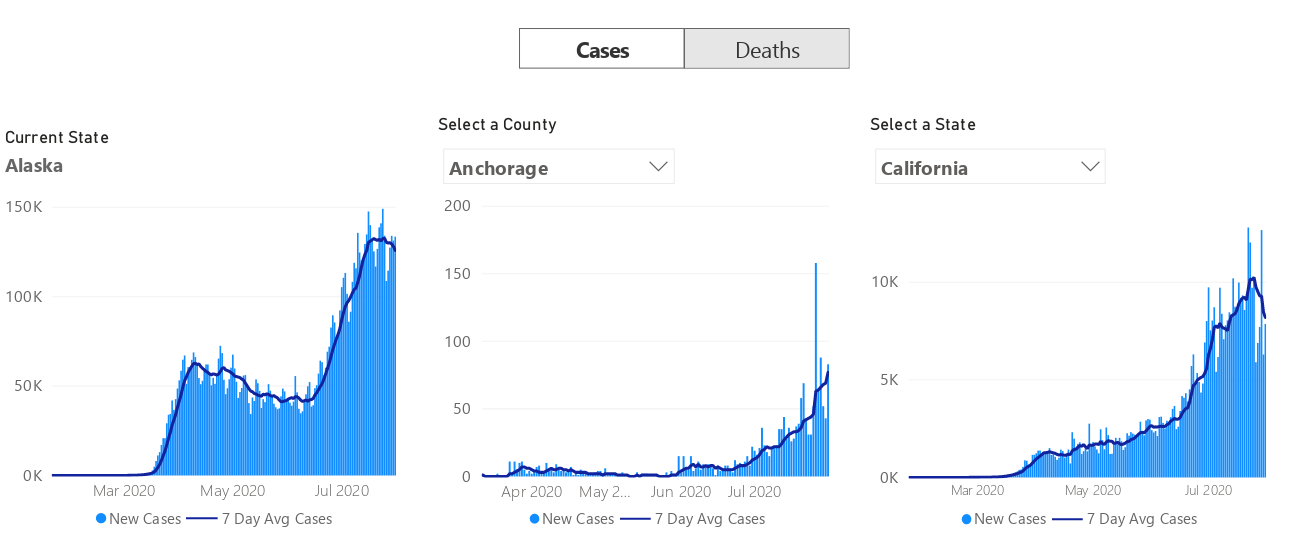 Cases
Deaths
Current State
Alaska
150K
100K
50K
0K
Mar 2020
May 2020
Jul 2020
New Cases
7 Day Avg Cases
Select a County
Anchorage
200
150
100
50
0
Apr 2020
May 2...
Jun 2020
Jul 2020
New Cases
7 Day Avg Cases
Select a State
California
10K
5K
0K
Mar 2020
May 2020
Jul 2020
New Cases
7 Day Avg Cases